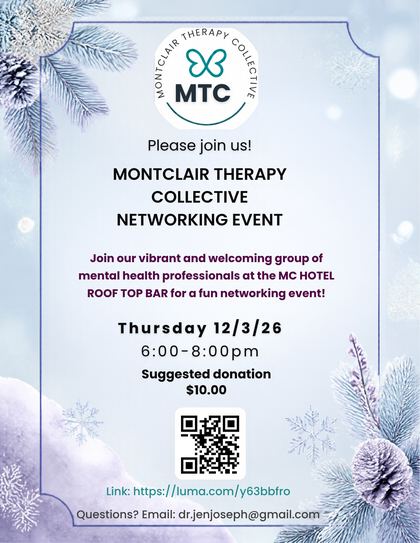 MONTCLAIR THERAPY COLLECTIVE
MTC
Please join us!
MONTCLAIR THERAPY
COLLECTIVE
NETWORKING EVENT
Join our vibrant and welcoming group of
mental health professionals at the MC HOTEL
ROOF TOP BAR for a fun networking event!
Thursday 12/3/26
6:00-8:00pm
Suggested donation
$10.00
Link: https://luma.com/y63bbfro
Questions? Email: dr.jenjoseph@gmail.com